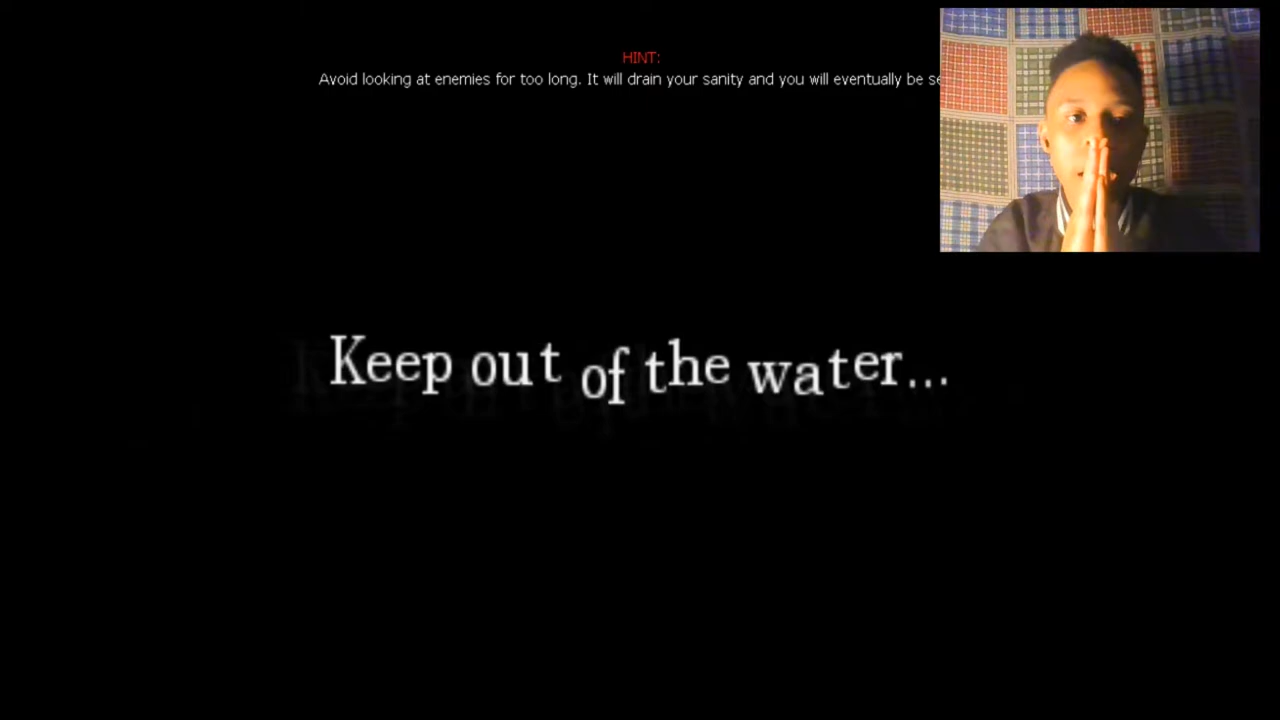 HINT:
Avoid looking at enemies for too long. It will drain your sanity and you will eventually be
Keep out of the water...